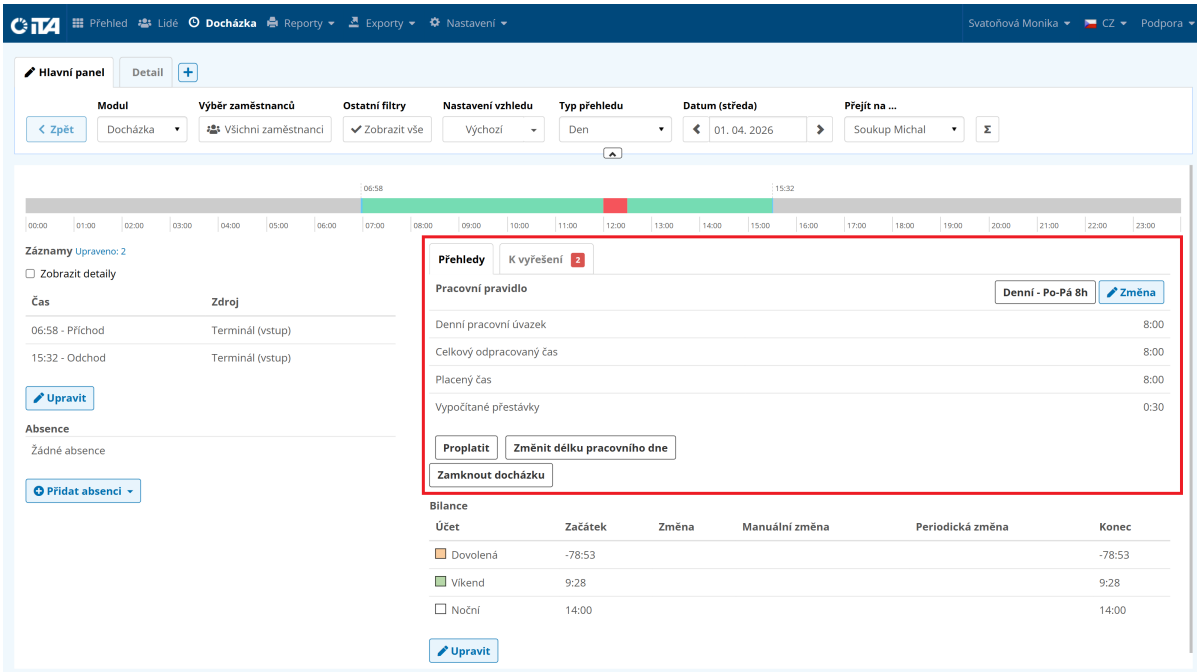 iTA Přehled Lidé Docházka Reporty Exporty Nastavení Svatoňová Monika CZ Podpora
Hlavní panel Detail +
Modul Výběr zaměstnanců Ostatní filtry Nastavení vzhledu Typ přehledu Datum (středa) Přejít na ...
Zpět Docházka Všichni zaměstnanci Zobrazit vše Výchozí Den 01. 04. 2026 Soukup Michal Σ
06:58 15:32
00:00 01:00 02:00 03:00 04:00 05:00 06:00 07:00 08:00 09:00 10:00 11:00 12:00 13:00 14:00 15:00 16:00 17:00 18:00 19:00 20:00 21:00 22:00 23:00
Záznamy Upraveno: 2
Zobrazit detaily
Čas Zdroj
06:58 - Příchod Terminál (vstup)
15:32 - Odchod Terminál (vstup)
Upravit
Absence
Žádné absence
Přidat absenci
Přehledy K vyřešení 2
Pracovní pravidlo Denní - Po-Pá 8h Změna
Denní pracovní úvazek 8:00
Celkový odpracovaný čas 8:00
Placený čas 8:00
Vypočítané přestávky 0:30
Proplatit Změnit délku pracovního dne
Zamknout docházku
Bilance
Účet Začátek Změna Manuální změna Periodická změna Konec
Dovolená -78:53 -78:53
Víkend 9:28 9:28
Noční 14:00 14:00
Upravit